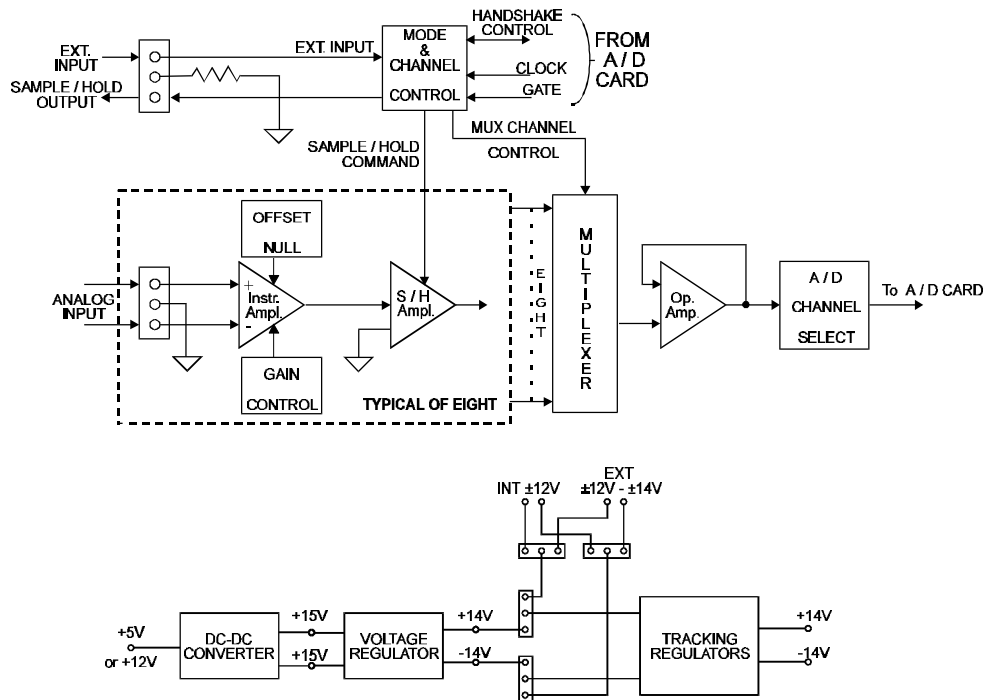 HANDSHAKE
CONTROL
MODE
&
CHANNEL
CONTROL
FROM
A / D
CARD
EXT.
INPUT
EXT. INPUT
CLOCK
GATE
SAMPLE / HOLD
OUTPUT
MUX CHANNEL
CONTROL
SAMPLE / HOLD
COMMAND
OFFSET
NULL
MULTIPLEXER
EIGHT
A / D
CHANNEL
SELECT
To A / D CARD
ANALOG
INPUT
+
Instr.
Ampl.
-
S / H
Ampl.
Op.
Amp.
GAIN
CONTROL
TYPICAL OF EIGHT
EXT
INT ±12V
±12V - ±14V
+5V
or +12V
DC-DC
CONVERTER
+15V
+15V
VOLTAGE
REGULATOR
+14V
-14V
TRACKING
REGULATORS
+14V
-14V